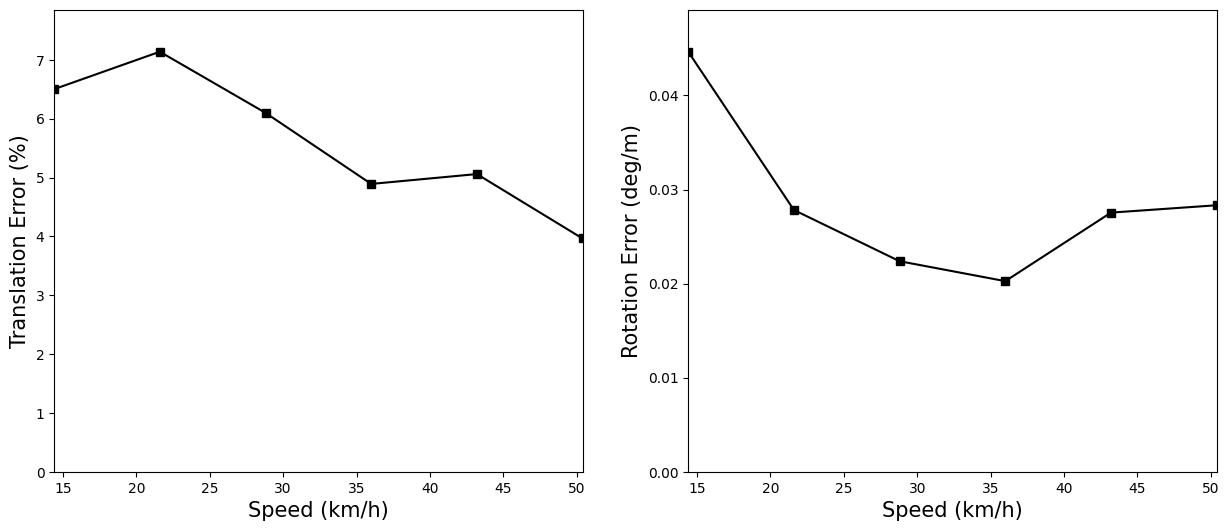 Translation Error (%)
7
6
5
4
3
2
1
0
15 20 25 30 35 40 45 50
Speed (km/h)
Rotation Error (deg/m)
0.04
0.03
0.02
0.01
0.00
15 20 25 30 35 40 45 50
Speed (km/h)